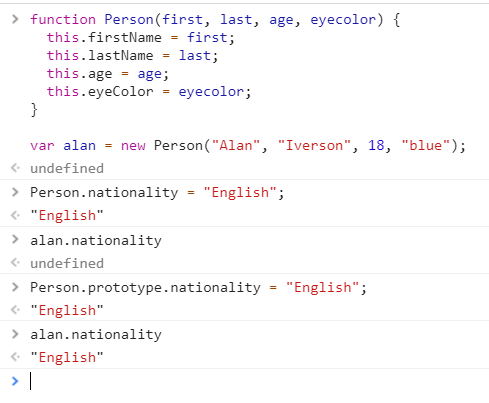 > function Person(first, last, age, eyecolor) {
    this.firstName = first;
    this.lastName = last;
    this.age = age;
    this.eyeColor = eyecolor;
  }

  var alan = new Person("Alan", "Iverson", 18, "blue");
< undefined
> Person.nationality = "English";
< "English"
> alan.nationality
< undefined
> Person.prototype.nationality = "English";
< "English"
> alan.nationality
< "English"
>